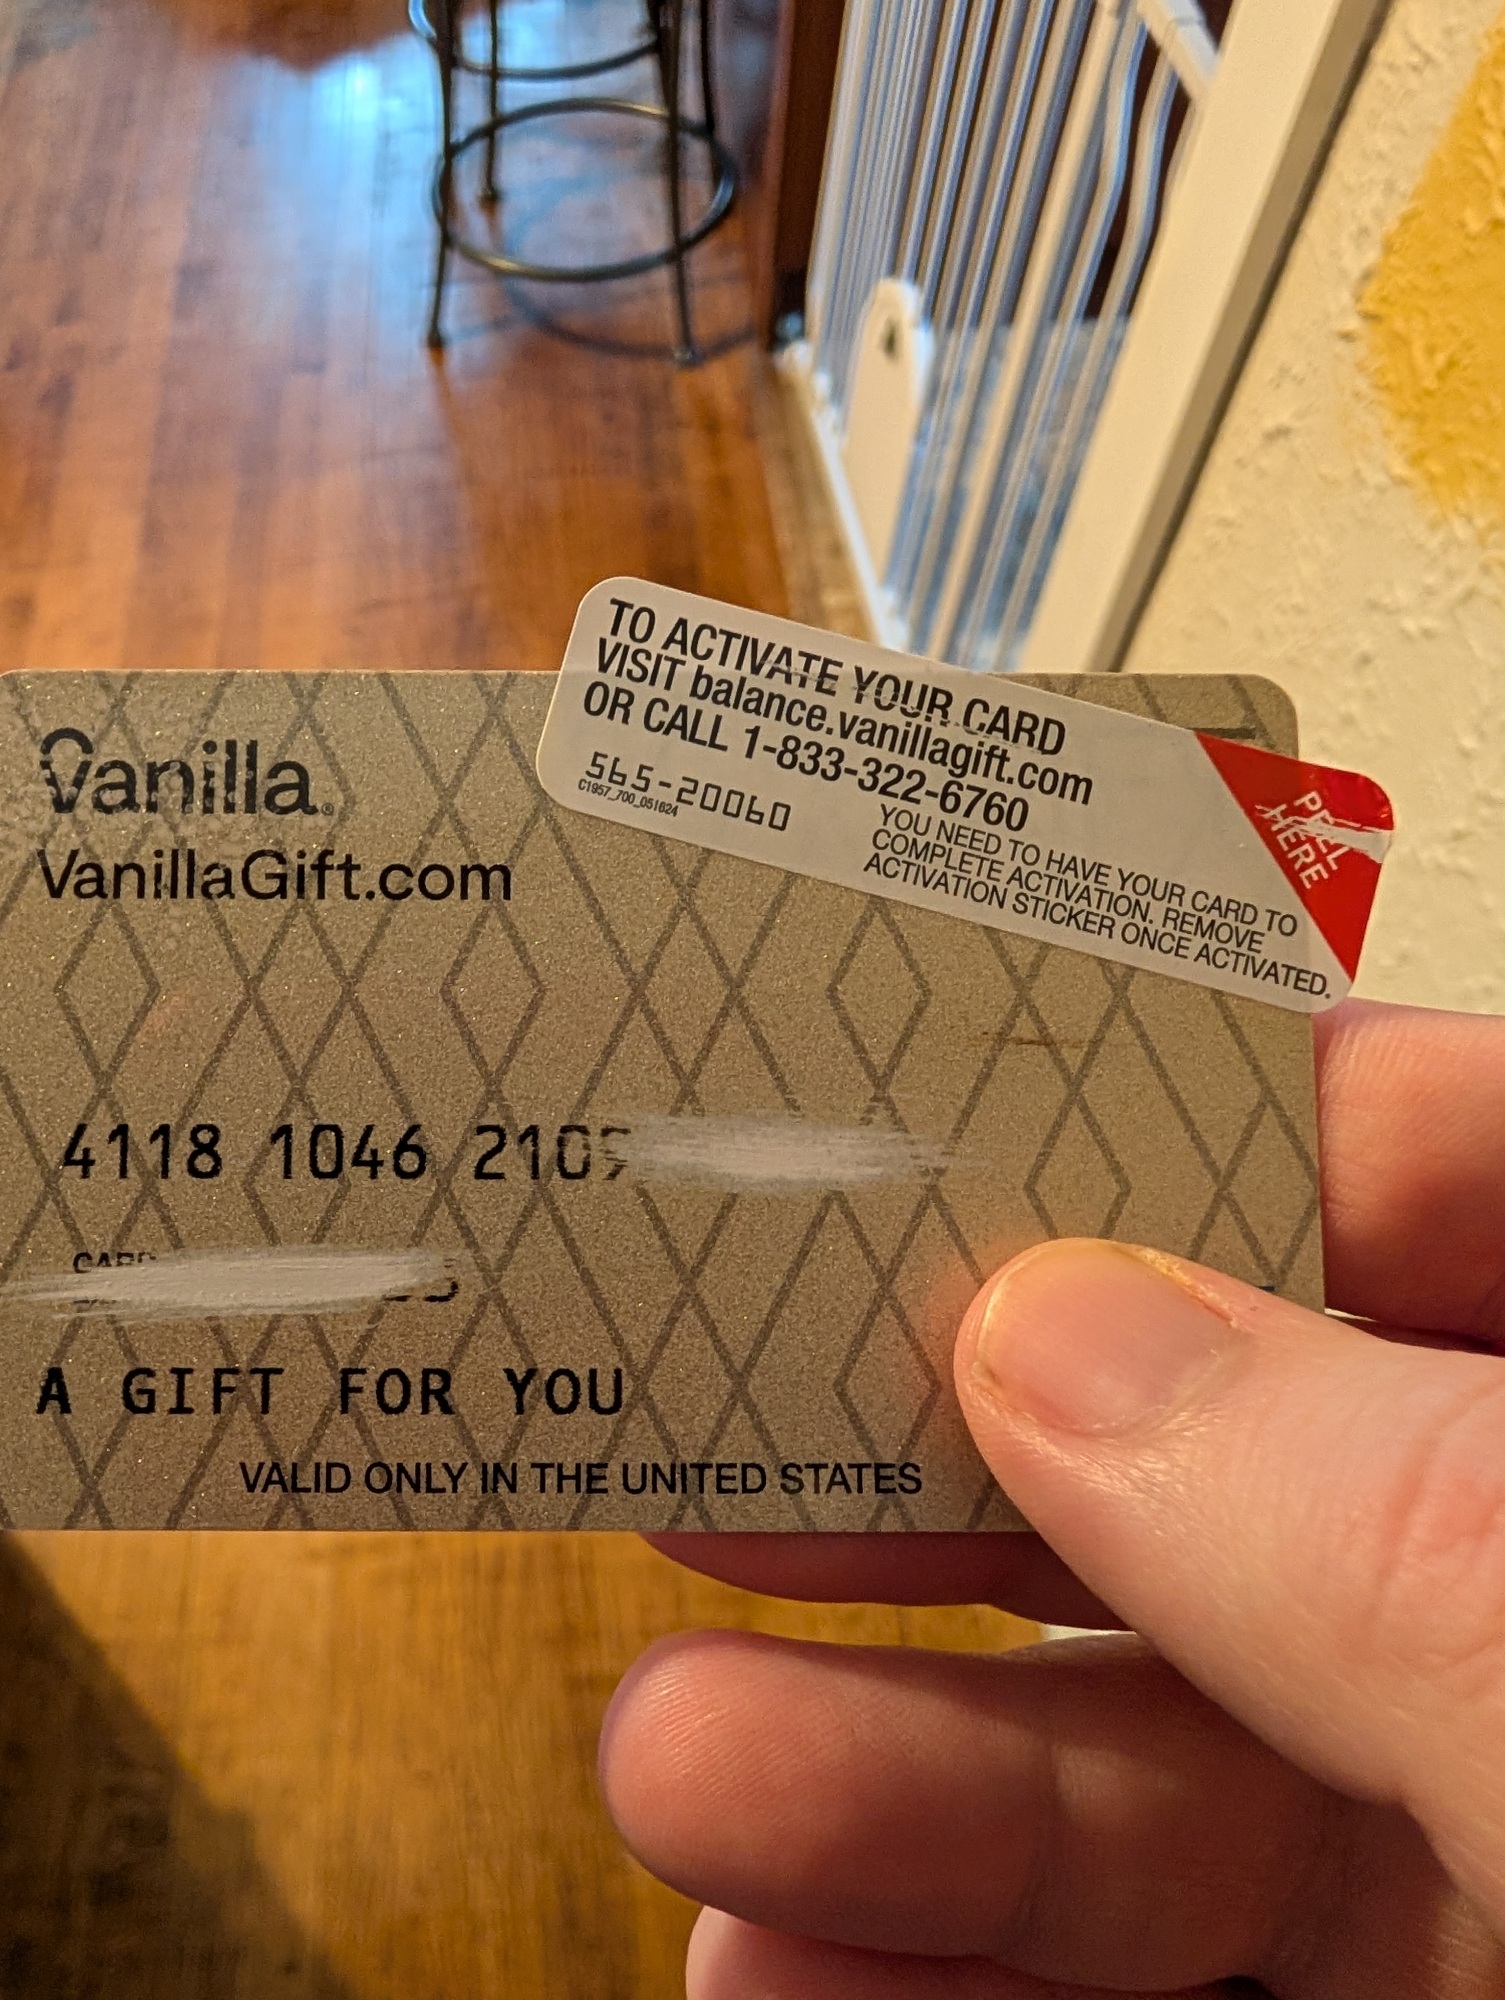 TO ACTIVATE YOUR CARD
VISIT balance.vanillagift.com
OR CALL 1-833-322-6760
565-20060
C1957_700_051624
YOU NEED TO HAVE YOUR CARD TO
COMPLETE ACTIVATION. REMOVE
ACTIVATION STICKER ONCE ACTIVATED.
PEEL
HERE
Vanilla®
VanillaGift.com
4118 1046 210
A GIFT FOR YOU
VALID ONLY IN THE UNITED STATES